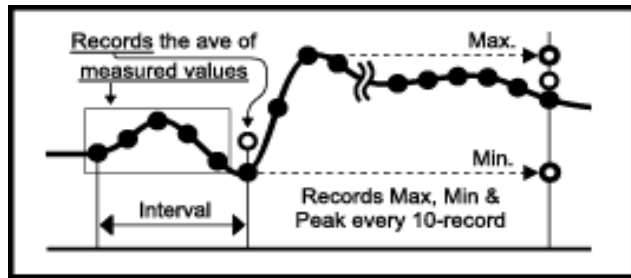 Records the ave of
measured values
Max.
Min.
Interval
Records Max, Min &
Peak every 10-record